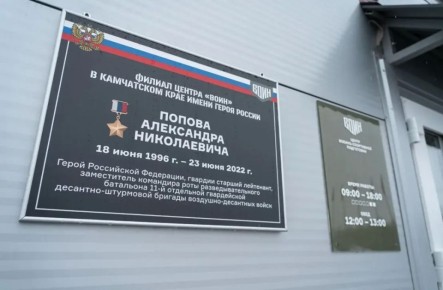 ФИЛИАЛ ЦЕНТРА «ВОИН»
В КАМЧАТСКОМ КРАЕ ИМЕНИ ГЕРОЯ РОССИИ
ПОПОВА
АЛЕКСАНДРА
НИКОЛАЕВИЧА
18 июня 1996 г. – 23 июня 2022 г.
Герой Российской Федерации, гвардии старший лейтенант,
заместитель командира роты разведывательного
батальона 11-й отдельной гвардейской
десантно-штурмовой бригады воздушно-десантных войск
ВОИН
ВОИН
09:00 – 18:00
12:00 – 13:00